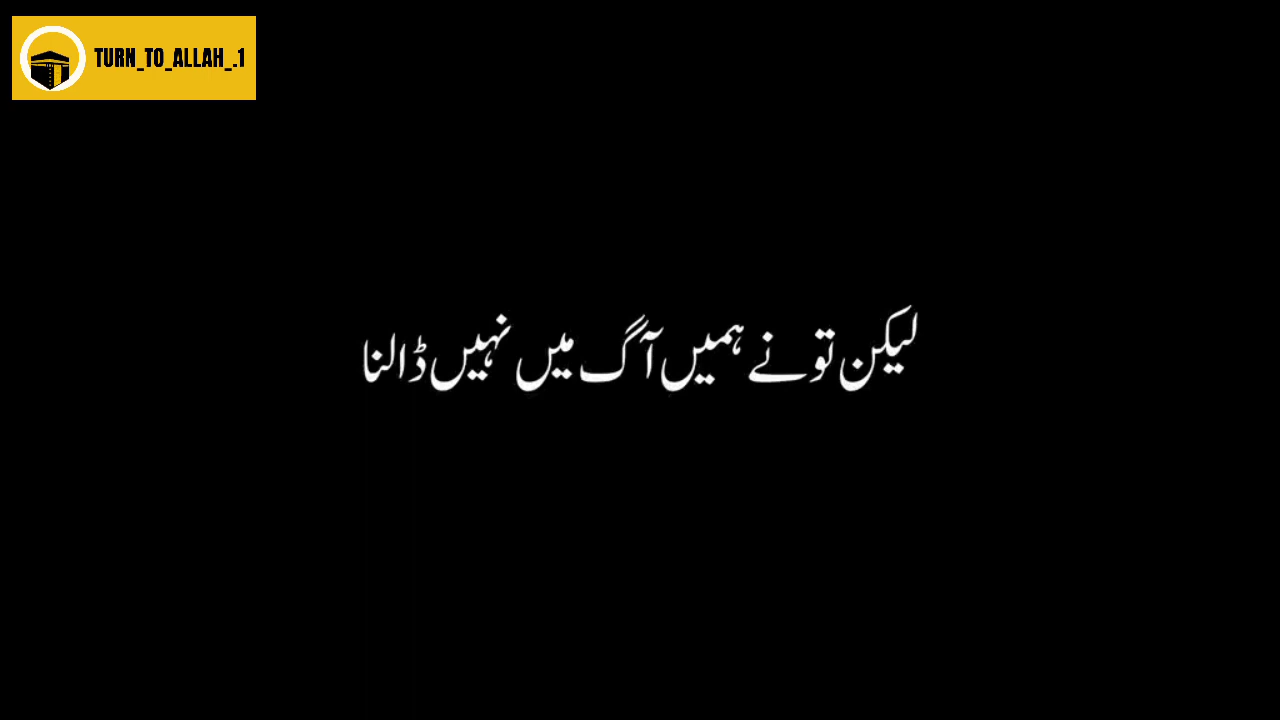 TURN_TO_ALLAH_.1
لیکن تو نے ہمیں آگ میں نہیں ڈالنا